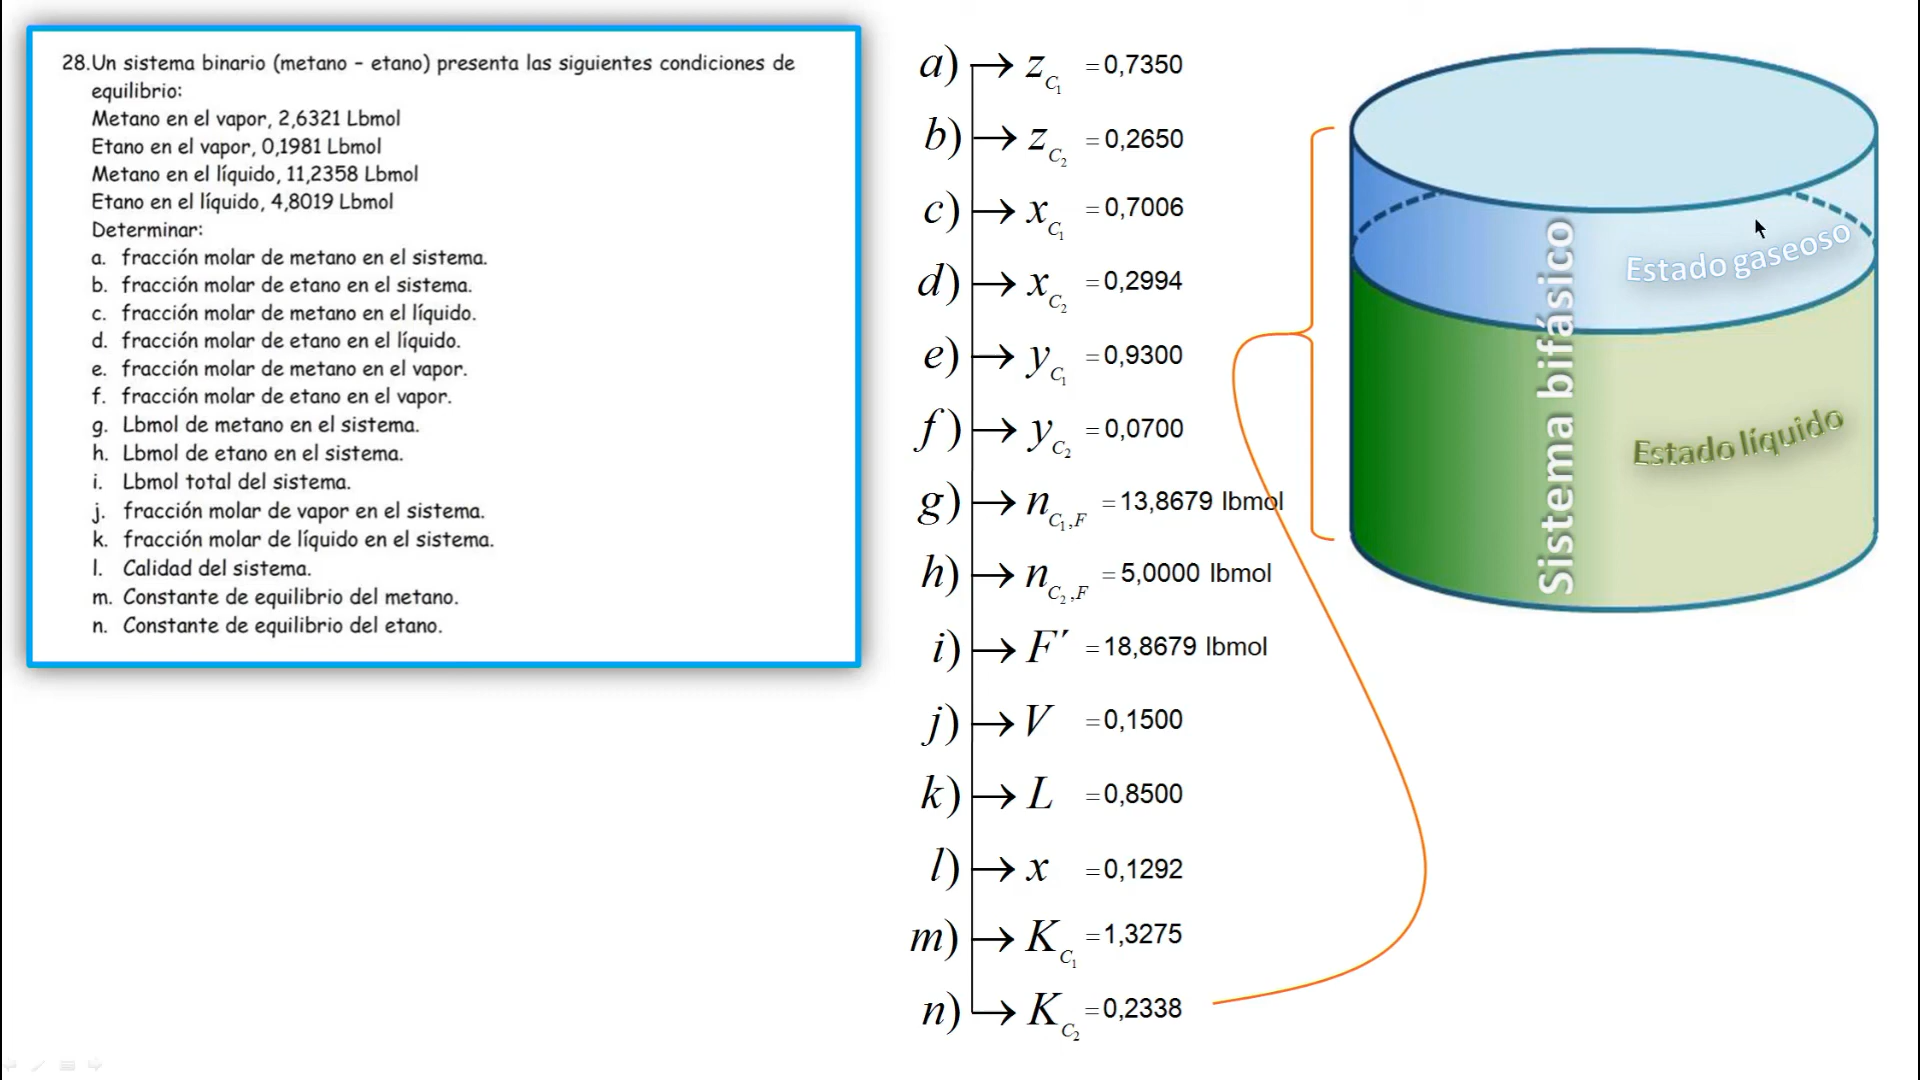 28.Un sistema binario (metano – etano) presenta las siguientes condiciones de
equilibrio:
Metano en el vapor, 2,6321 Lbmol
Etano en el vapor, 0,1981 Lbmol
Metano en el líquido, 11,2358 Lbmol
Etano en el líquido, 4,8019 Lbmol
Determinar:
a. fracción molar de metano en el sistema.
b. fracción molar de etano en el sistema.
c. fracción molar de metano en el líquido.
d. fracción molar de etano en el líquido.
e. fracción molar de metano en el vapor.
f. fracción molar de etano en el vapor.
g. Lbmol de metano en el sistema.
h. Lbmol de etano en el sistema.
i. Lbmol total del sistema.
j. fracción molar de vapor en el sistema.
k. fracción molar de líquido en el sistema.
l. Calidad del sistema.
m. Constante de equilibrio del metano.
n. Constante de equilibrio del etano.
a) → z_C₁ = 0,7350
b) → z_C₂ = 0,2650
c) → x_C₁ = 0,7006
d) → x_C₂ = 0,2994
e) → y_C₁ = 0,9300
f) → y_C₂ = 0,0700
g) → n_C₁,F = 13,8679 lbmol
h) → n_C₂,F = 5,0000 lbmol
i) → F′ = 18,8679 lbmol
j) → V = 0,1500
k) → L = 0,8500
l) → x = 0,1292
m) → K_C₁ = 1,3275
n) → K_C₂ = 0,2338
Sistema bifásico
Estado gaseoso
Estado líquido